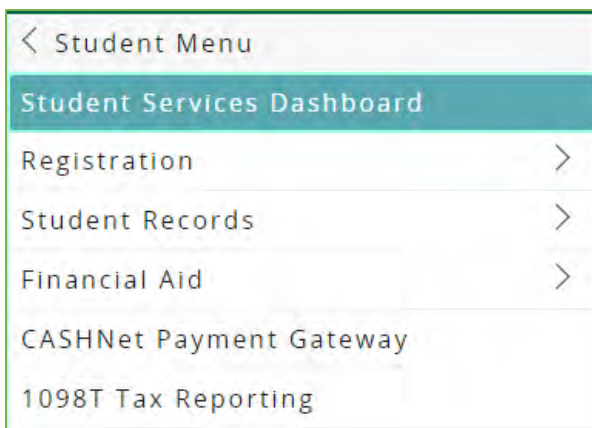 Student Menu
Student Services Dashboard
Registration
Student Records
Financial Aid
CASHNet Payment Gateway
1098T Tax Reporting